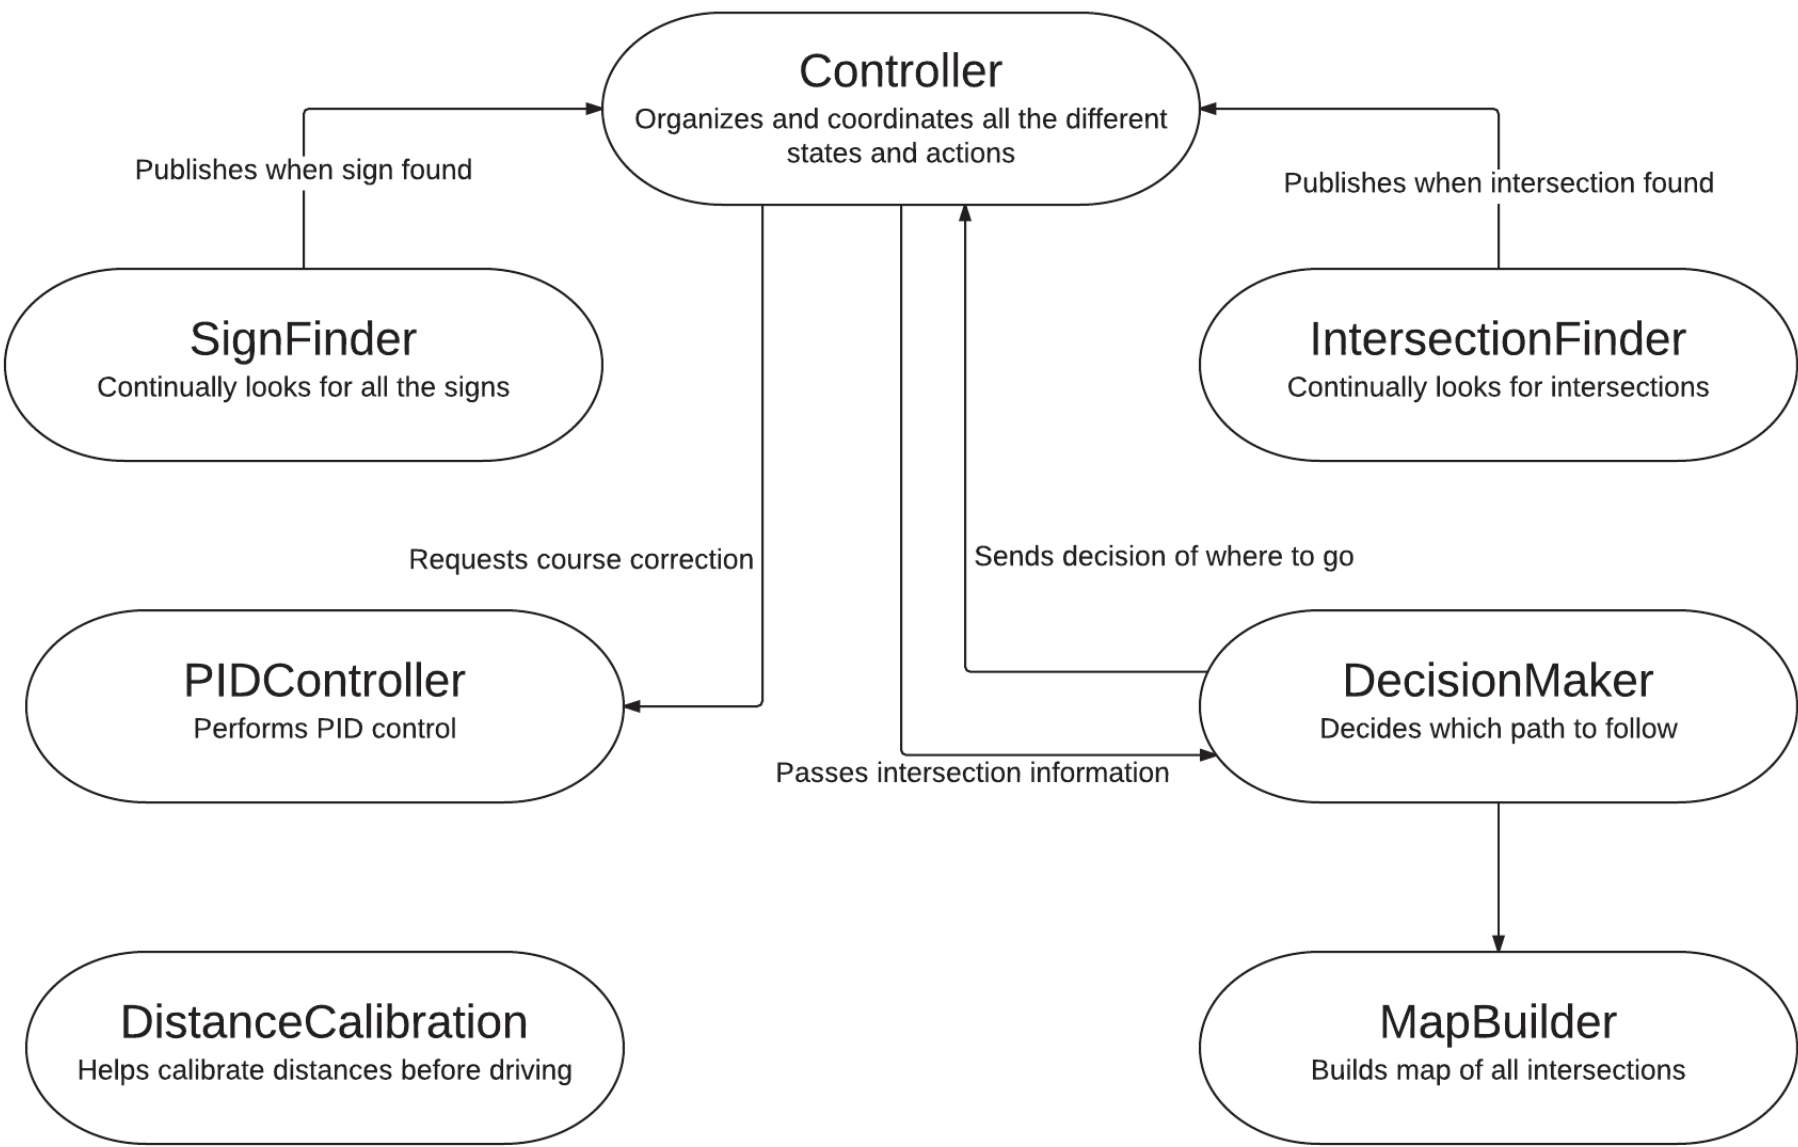 Controller
Organizes and coordinates all the different
states and actions
Publishes when sign found
Publishes when intersection found
SignFinder
Continually looks for all the signs
IntersectionFinder
Continually looks for intersections
Requests course correction
Sends decision of where to go
PIDController
Performs PID control
DecisionMaker
Decides which path to follow
Passes intersection information
DistanceCalibration
Helps calibrate distances before driving
MapBuilder
Builds map of all intersections